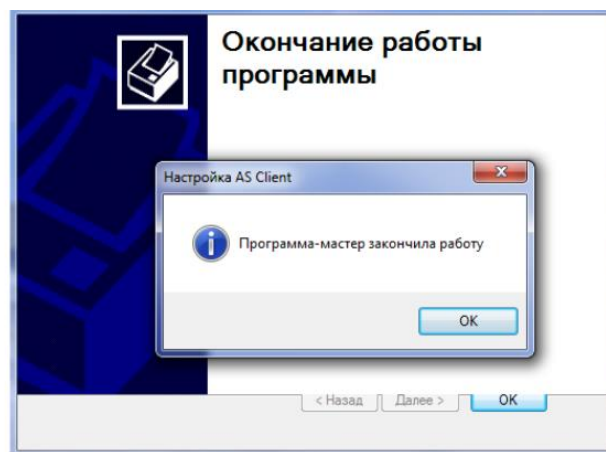 Окончание работы
программы
Настройка AS Client
Программа-мастер закончила работу
OK
< Назад Далее > OK